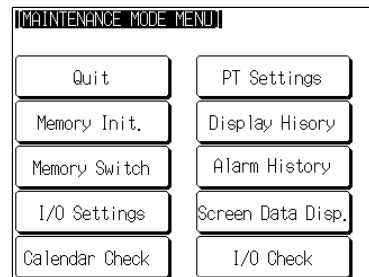 [MAINTENANCE MODE MENU]
Quit
PT Settings
Memory Init.
Display Hisory
Memory Switch
Alarm History
I/O Settings
Screen Data Disp.
Calendar Check
I/O Check